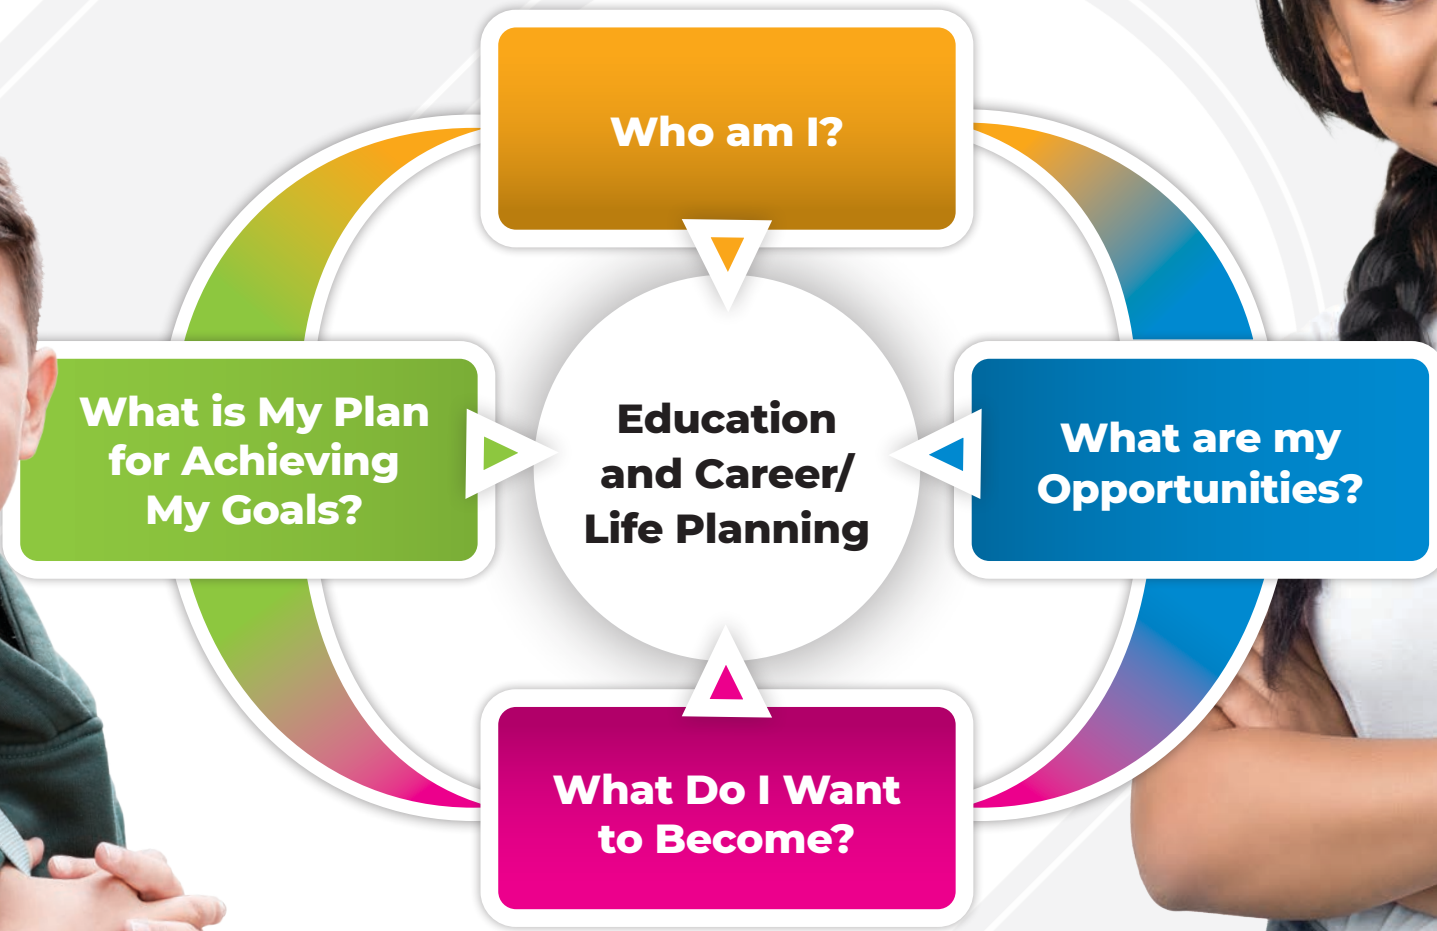 Who am I?
What is My Plan
for Achieving
My Goals?
Education
and Career/
Life Planning
What are my
Opportunities?
What Do I Want
to Become?